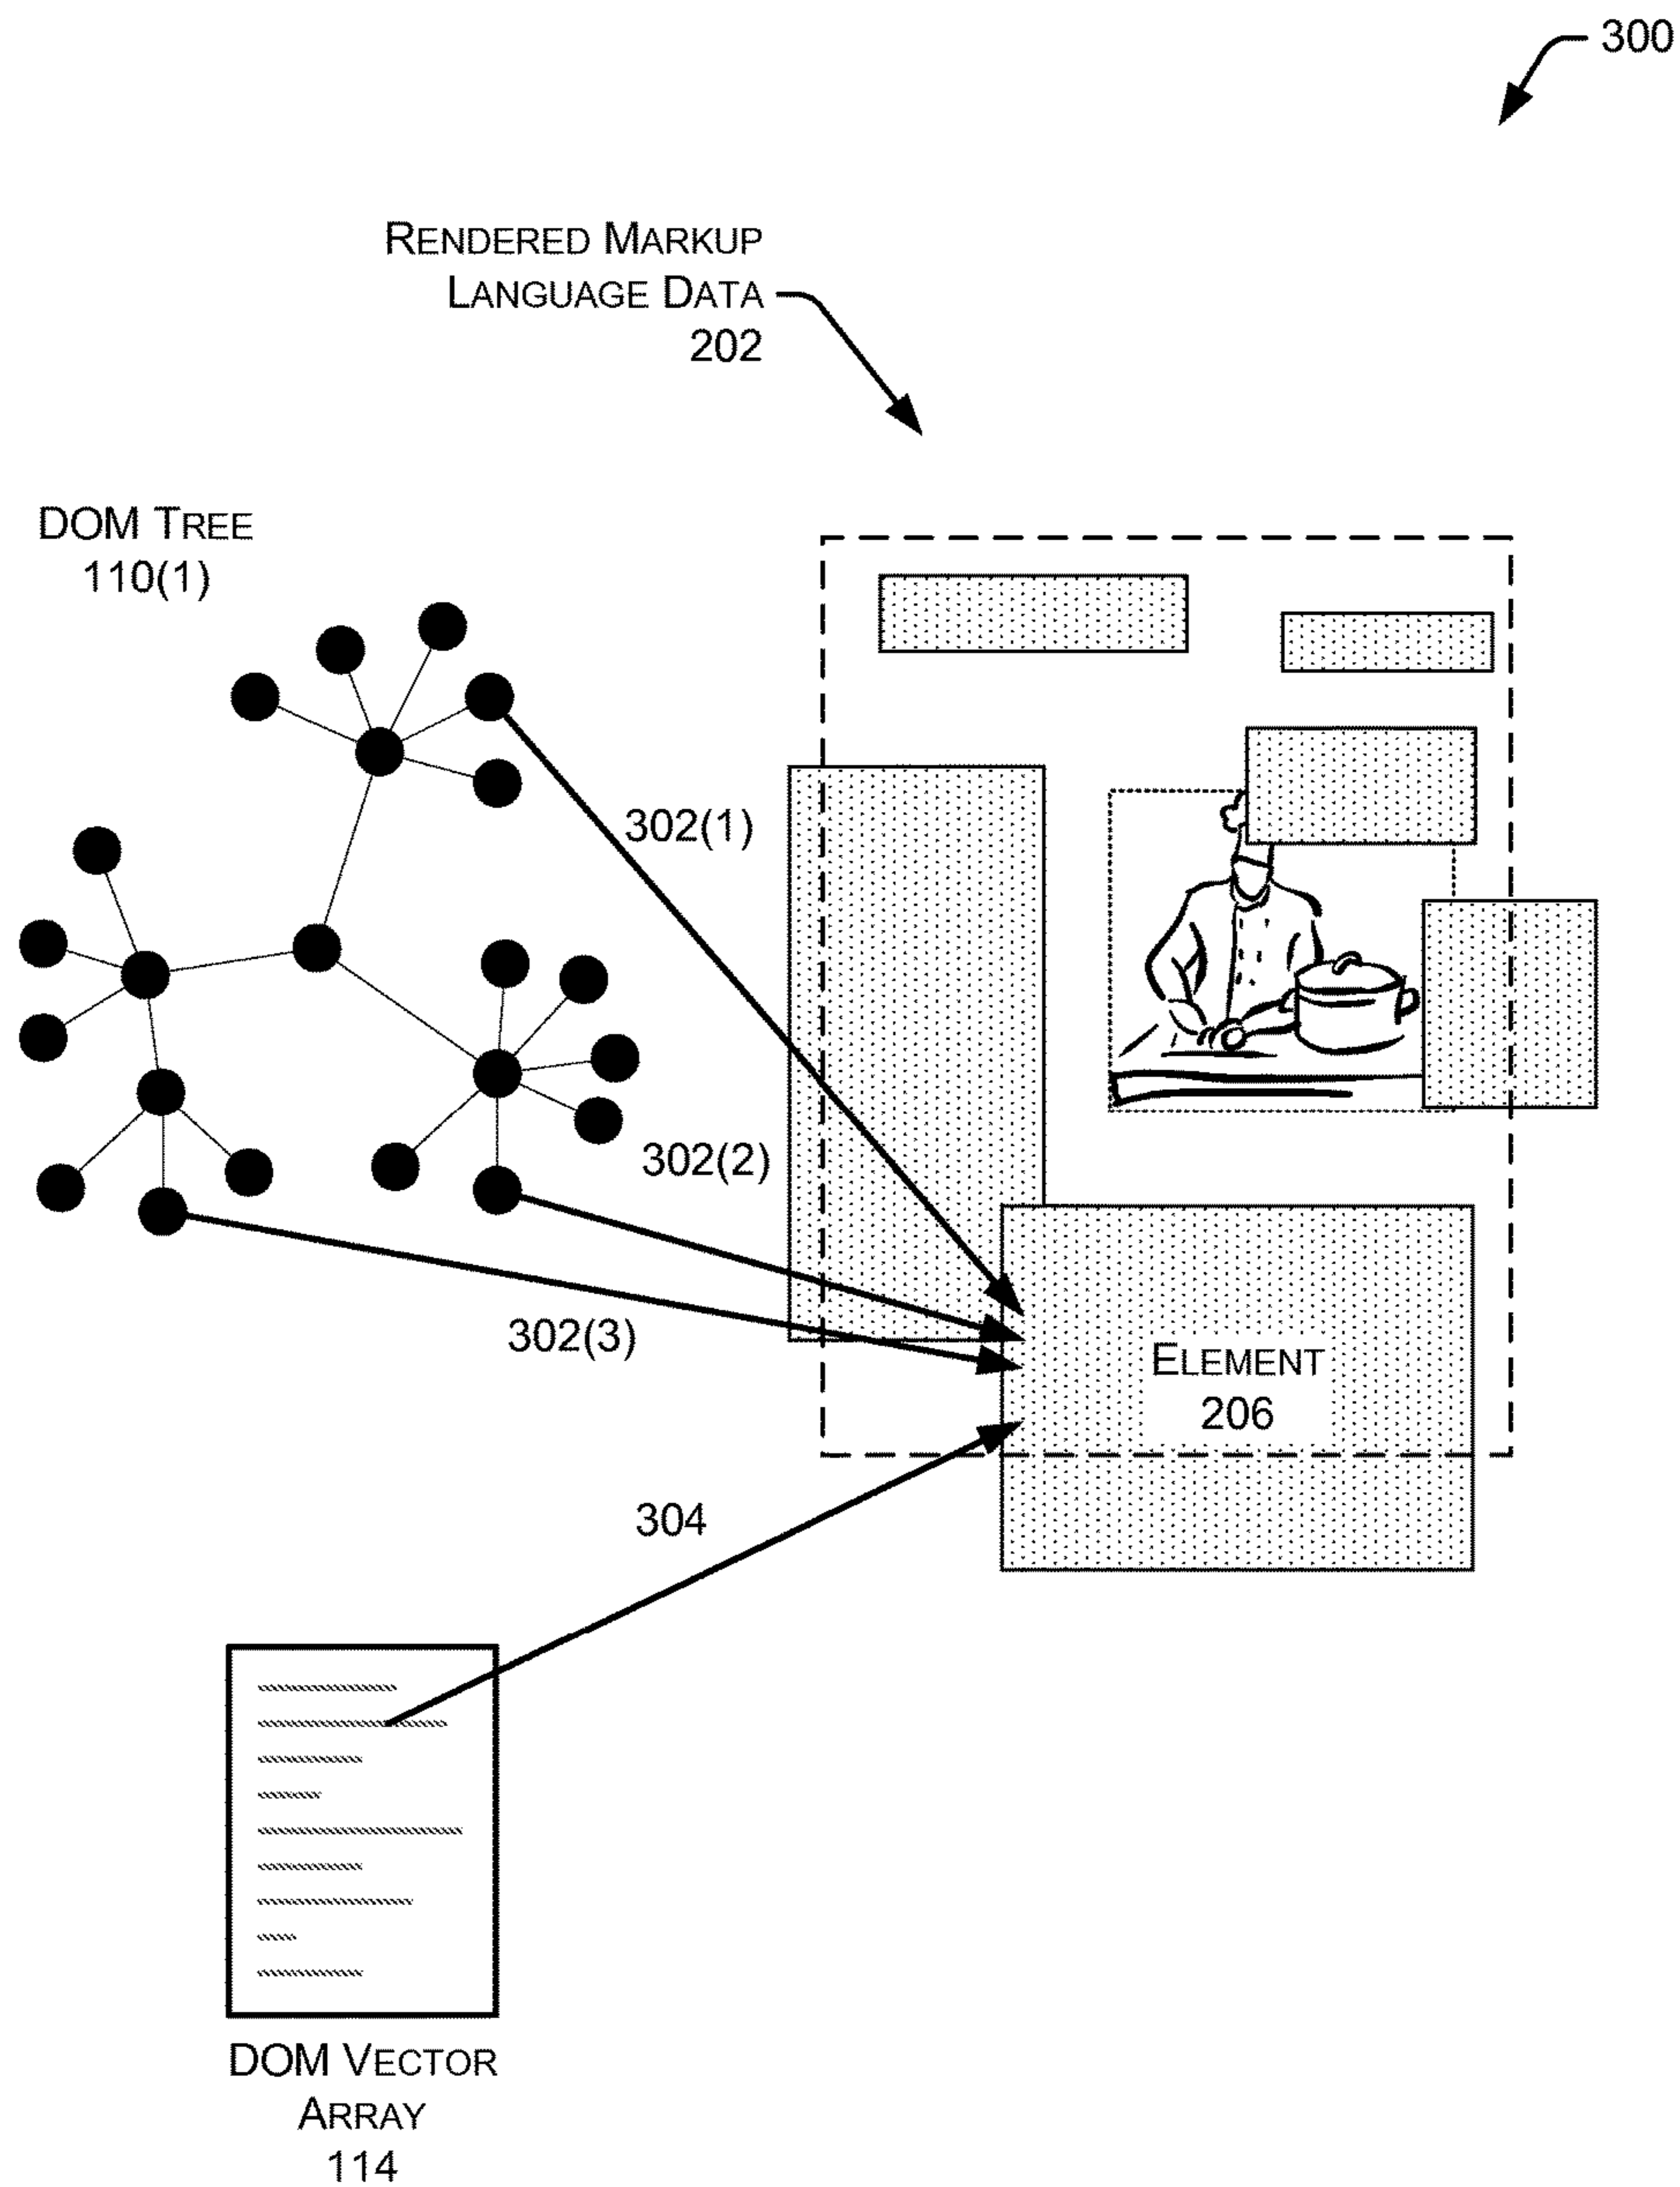 300
RENDERED MARKUP
LANGUAGE DATA
202
DOM TREE
110(1)
302(1)
302(2)
302(3)
ELEMENT
206
304
DOM VECTOR
ARRAY
114